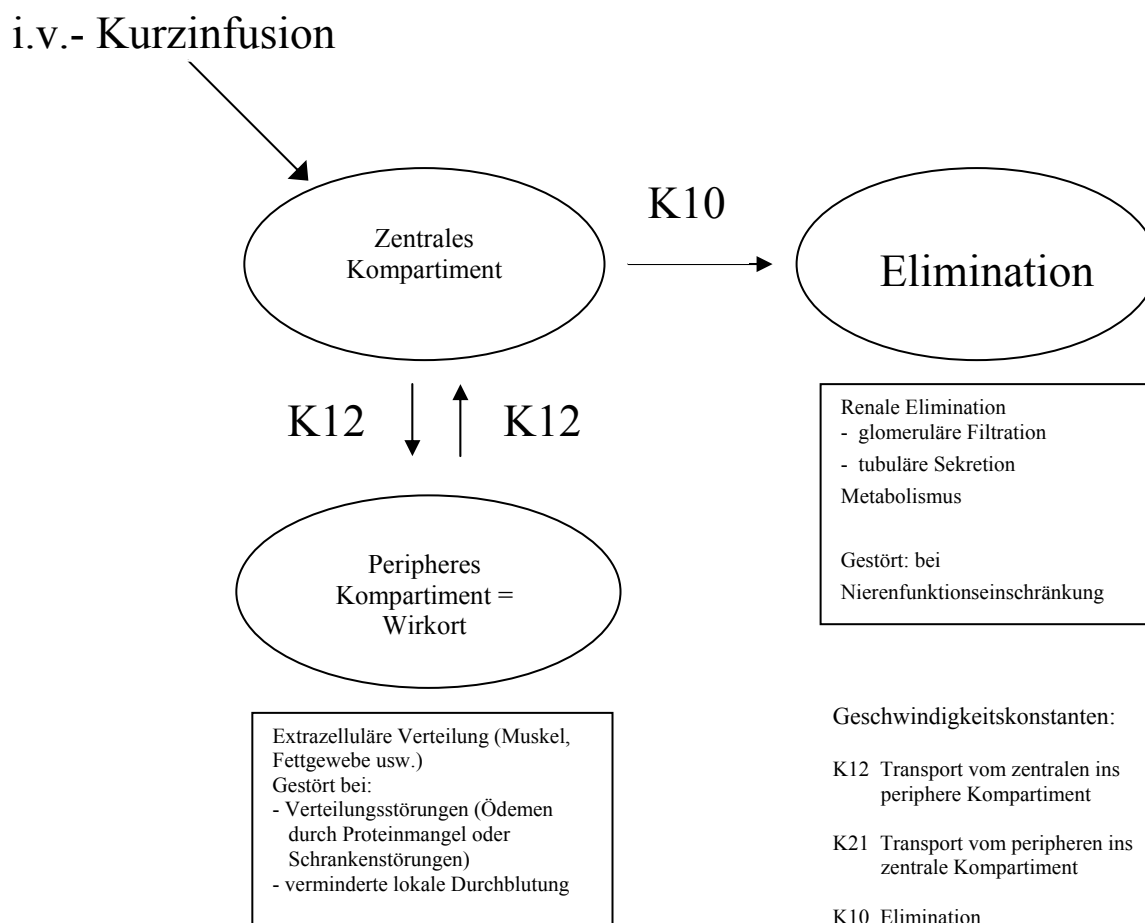 i.v.- Kurzinfusion
K10
Zentrales
Kompartiment
Elimination
K12
K12
Renale Elimination
- glomeruläre Filtration
- tubuläre Sekretion
Metabolismus
Gestört: bei
Nierenfunktionseinschränkung
Peripheres
Kompartiment =
Wirkort
Extrazelluläre Verteilung (Muskel,
Fettgewebe usw.)
Gestört bei:
- Verteilungsstörungen (Ödemen
durch Proteinmangel oder
Schrankenstörungen)
- verminderte lokale Durchblutung
Geschwindigkeitskonstanten:
K12 Transport vom zentralen ins
periphere Kompartiment
K21 Transport vom peripheren ins
zentrale Kompartiment
K10 Elimination